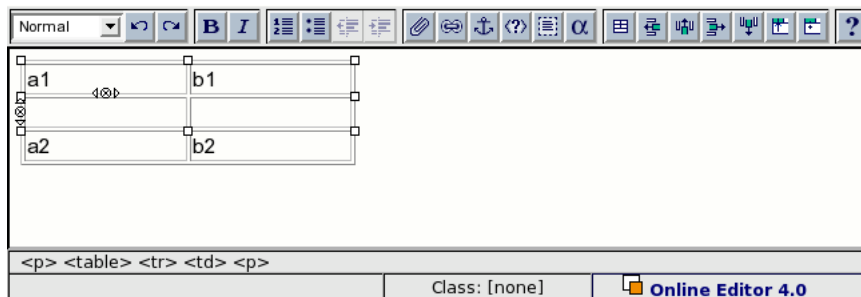 Normal B I <?> α ?
a1 b1
a2 b2
<p> <table> <tr> <td> <p>
Class: [none] Online Editor 4.0